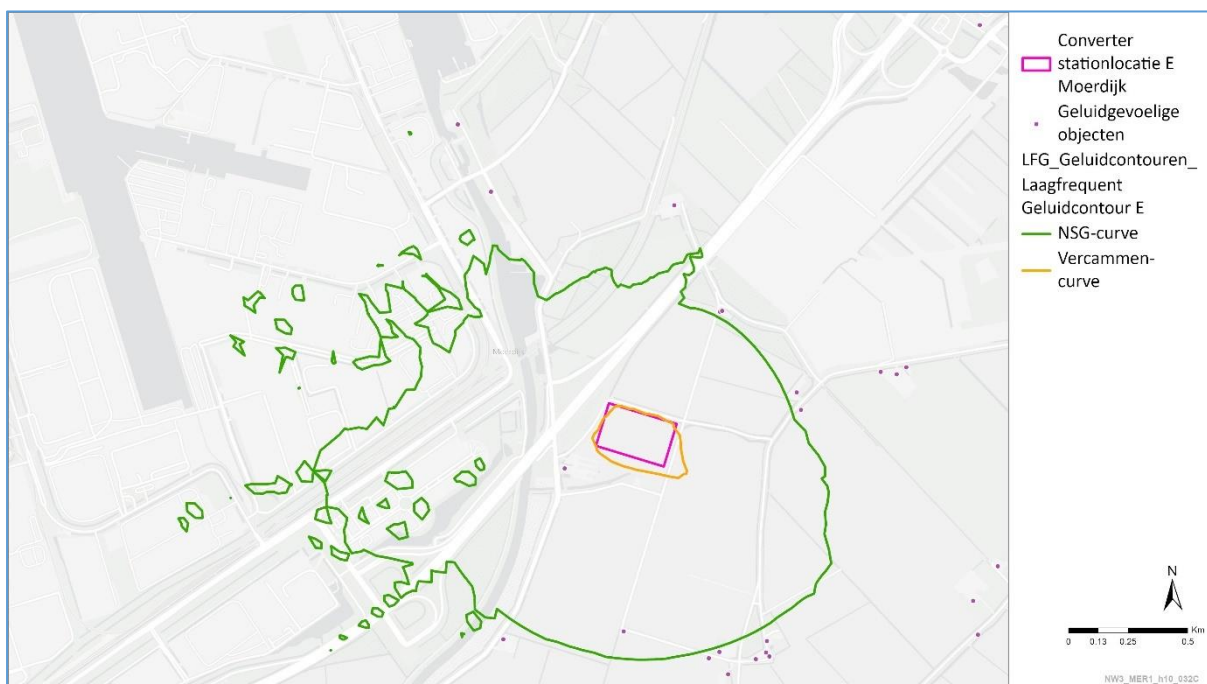 Converter
stationlocatie E
Moerdijk
Geluidgevoelige
objecten
LFG_Geluidcontouren_
Laagfrequent
Geluidcontour E
NSG-curve
Vercammen-
curve
Moerdijk
N
Km
0 0.13 0.25 0.5
NW3_MER1_h10_032C